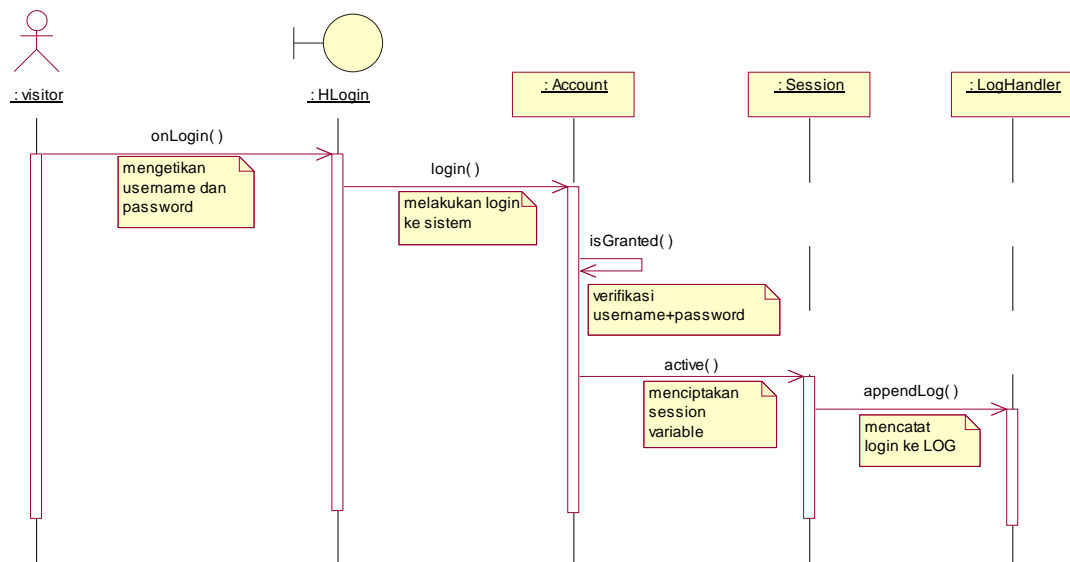 : visitor
: HLogin
: Account
: Session
: LogHandler
onLogin( )
mengetikan
username dan
password
login( )
melakukan login
ke sistem
isGranted( )
verifikasi
username+password
active( )
menciptakan
session
variable
appendLog( )
mencatat
login ke LOG